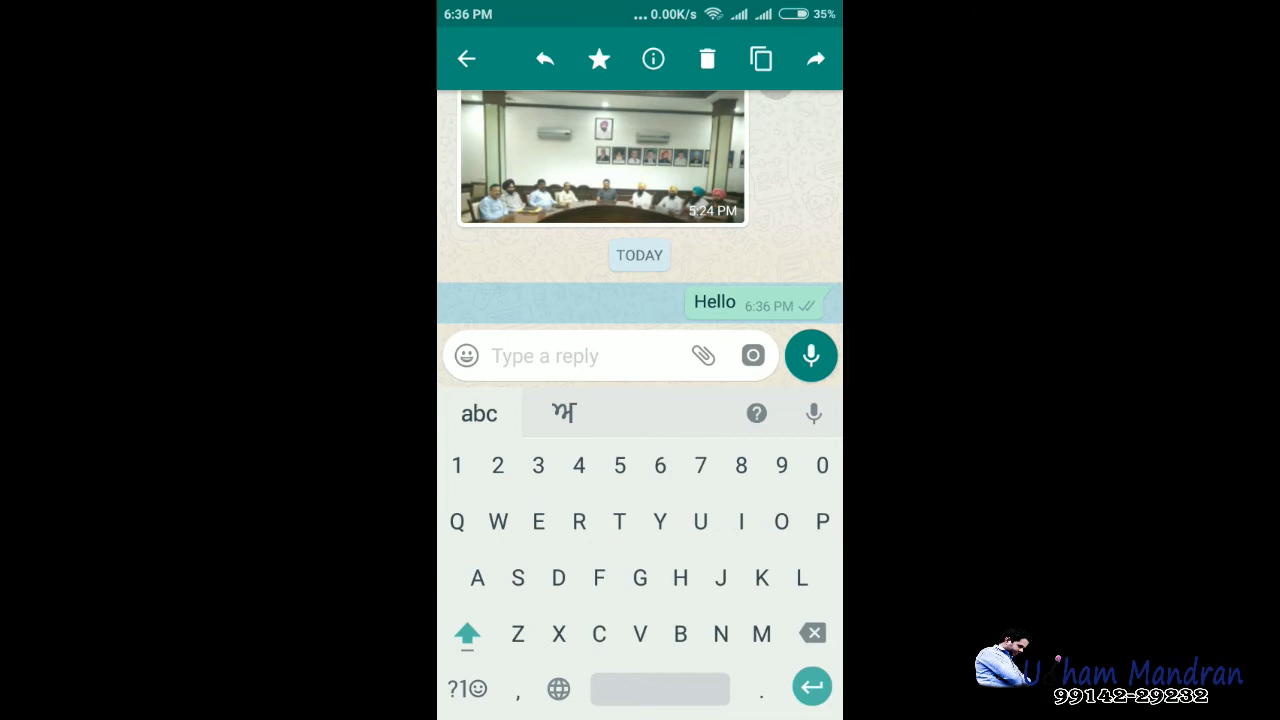 6:36 PM ... 0.00K/s 35%
5:24 PM
TODAY
Hello 6:36 PM
Type a reply
abc ਅ
1 2 3 4 5 6 7 8 9 0
Q W E R T Y U I O P
A S D F G H J K L
Z X C V B N M
?1 , .
Udham Mandran
99142-29232